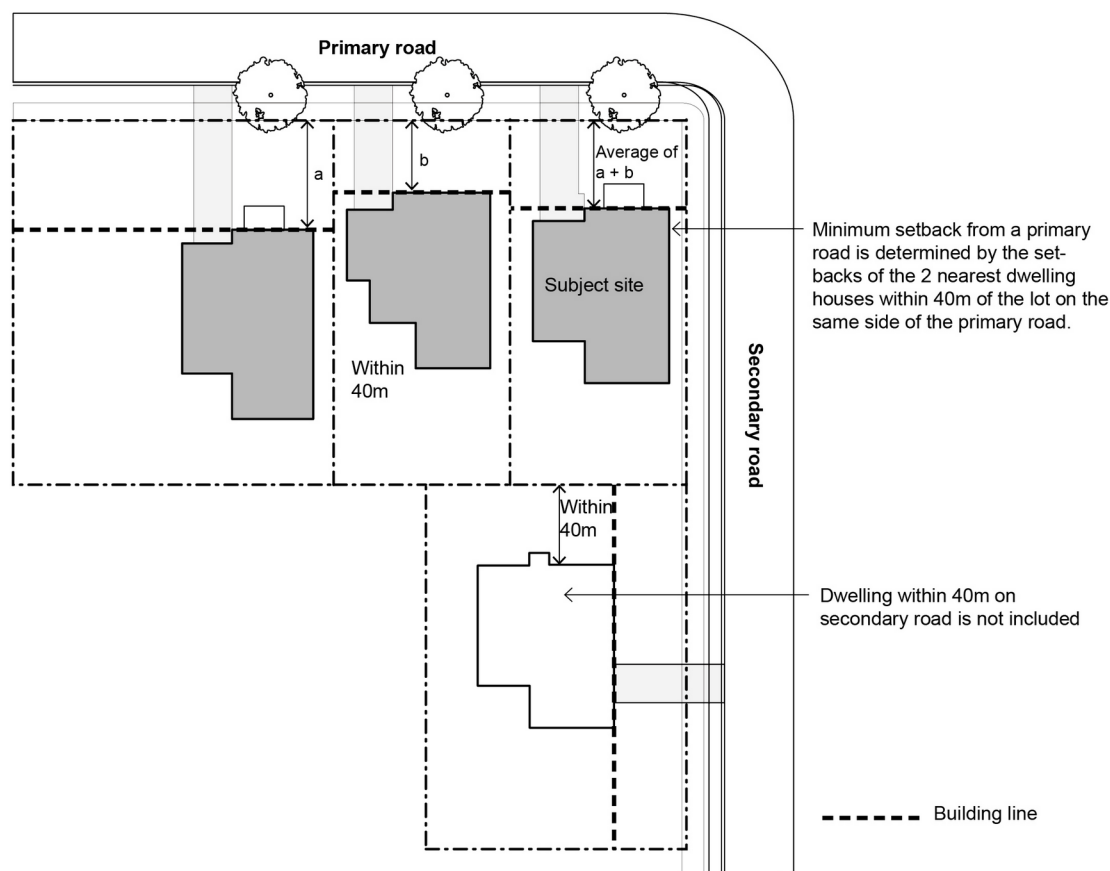 Primary road
a
b
Average of
a + b
Minimum setback from a primary
road is determined by the set-
backs of the 2 nearest dwelling
houses within 40m of the lot on the
same side of the primary road.
Subject site
Within
40m
Secondary road
Within
40m
Dwelling within 40m on
secondary road is not included
Building line